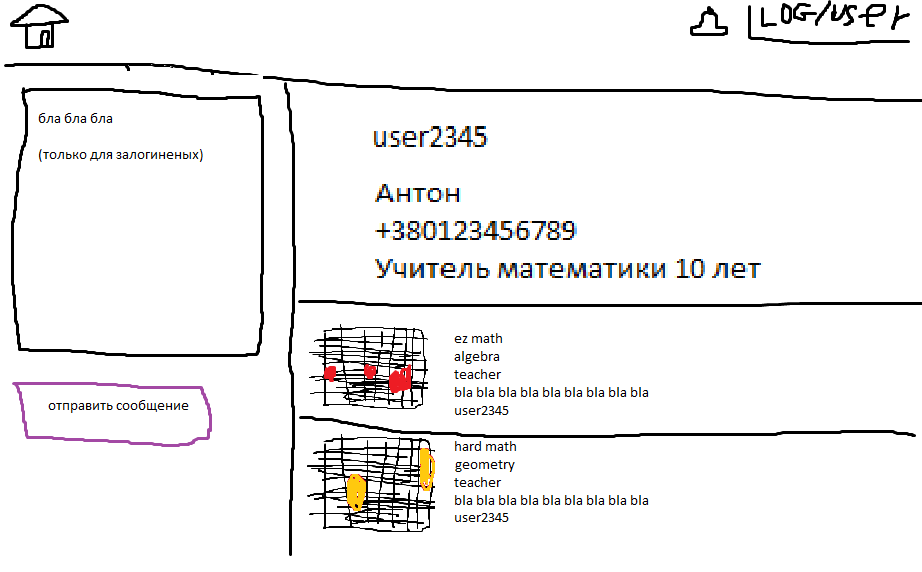 LOG/user
бла бла бла
(только для залогиненых)
отправить сообщение
user2345
Антон
+380123456789
Учитель математики 10 лет
ez math
algebra
teacher
bla bla bla bla bla bla bla bla bla
user2345
hard math
geometry
teacher
bla bla bla bla bla bla bla bla bla
user2345